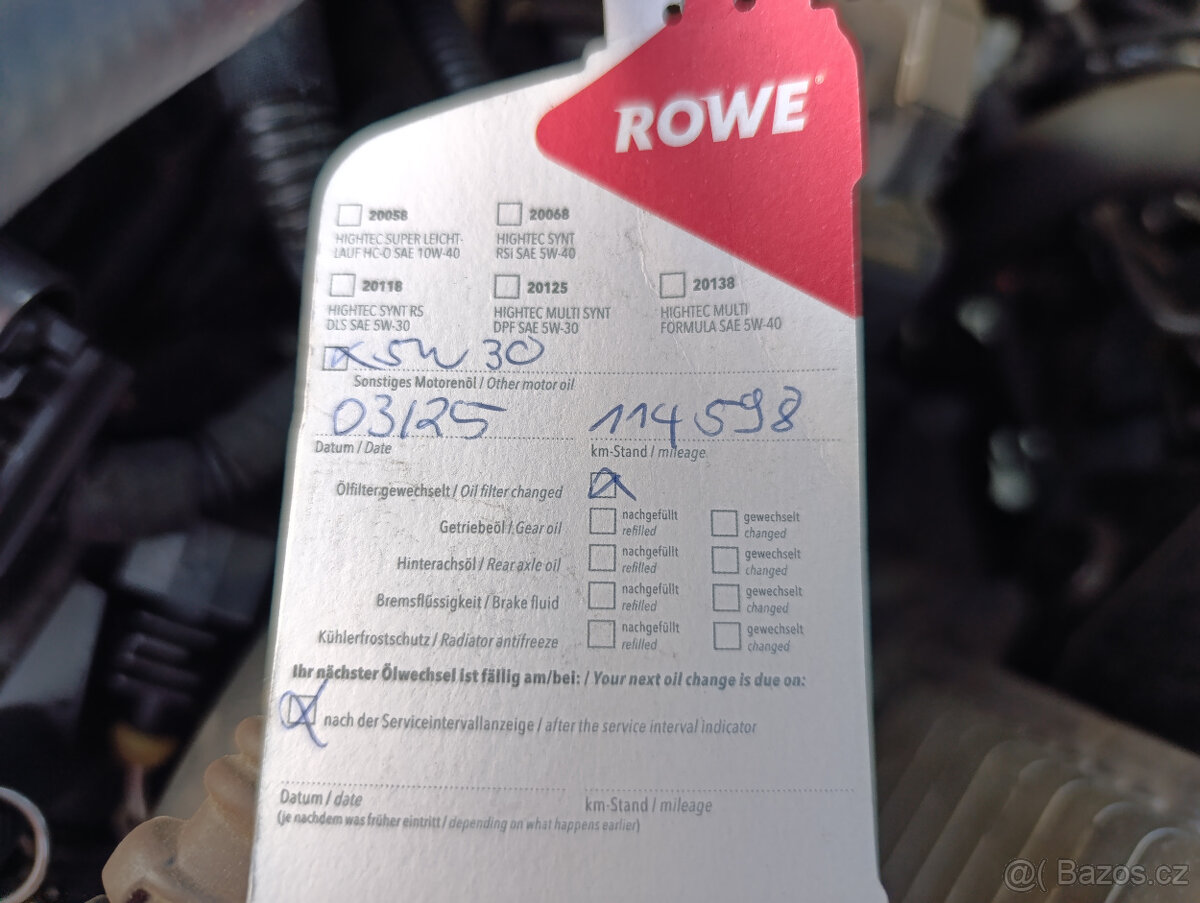 ROWE
20058
HIGHTEC SUPER LEICHT-
LAUF HC-O SAE 10W-40
20068
HIGHTEC SYNT
RSi SAE 5W-40
20118
HIGHTEC SYNT RS
DLS SAE 5W-30
20125
HIGHTEC MULTI SYNT
DPF SAE 5W-30
20138
HIGHTEC MULTI
FORMULA SAE 5W-40
5W 30
Sonstiges Motorenöl / Other motor oil
03/25 114598
Datum / Date km-Stand / mileage
Ölfilter gewechselt / Oil filter changed
Getriebeöl / Gear oil nachgefüllt refilled gewechselt changed
Hinterachsöl / Rear axle oil nachgefüllt refilled gewechselt changed
Bremsflüssigkeit / Brake fluid nachgefüllt refilled gewechselt changed
Kühlerfrostschutz / Radiator antifreeze nachgefüllt refilled gewechselt changed
Ihr nächster Ölwechsel ist fällig am/bei: / Your next oil change is due on:
nach der Serviceintervallanzeige / after the service interval indicator
Datum / date km-Stand / mileage
(je nachdem was früher eintritt / depending on what happens earlier)
@( Bazos.cz